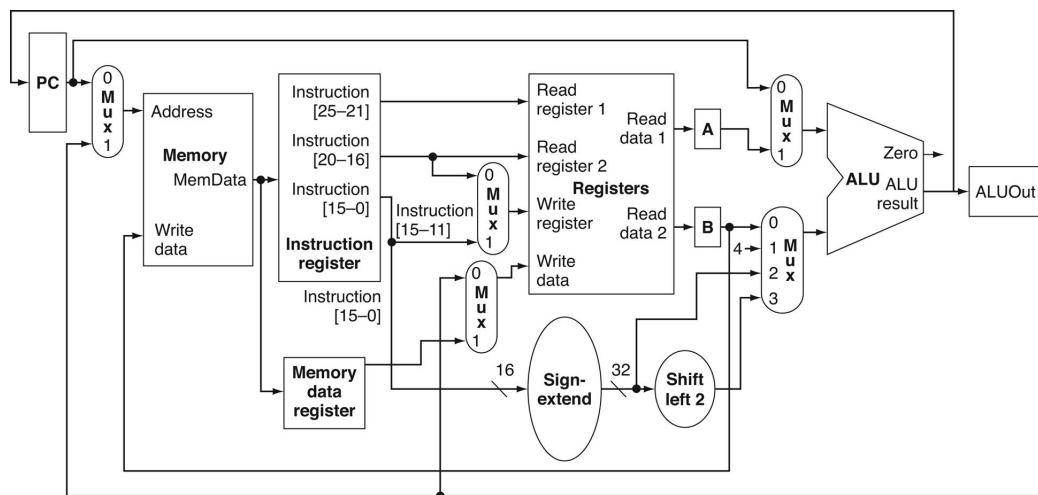 PC
0
M
u
x
1
Address
Memory
MemData
Write
data
Instruction
[25–21]
Instruction
[20–16]
Instruction
[15–0]
Instruction
register
Instruction
[15–11]
Instruction
[15–0]
Memory
data
register
0
M
u
x
1
0
M
u
x
1
Read
register 1
Read
register 2
Registers
Write
register
Write
data
Read
data 1
Read
data 2
16
Sign-
extend
32
Shift
left 2
A
B
4
0
M
u
x
1
0
1
2
3
M
u
x
Zero
ALU
ALU
result
ALUOut